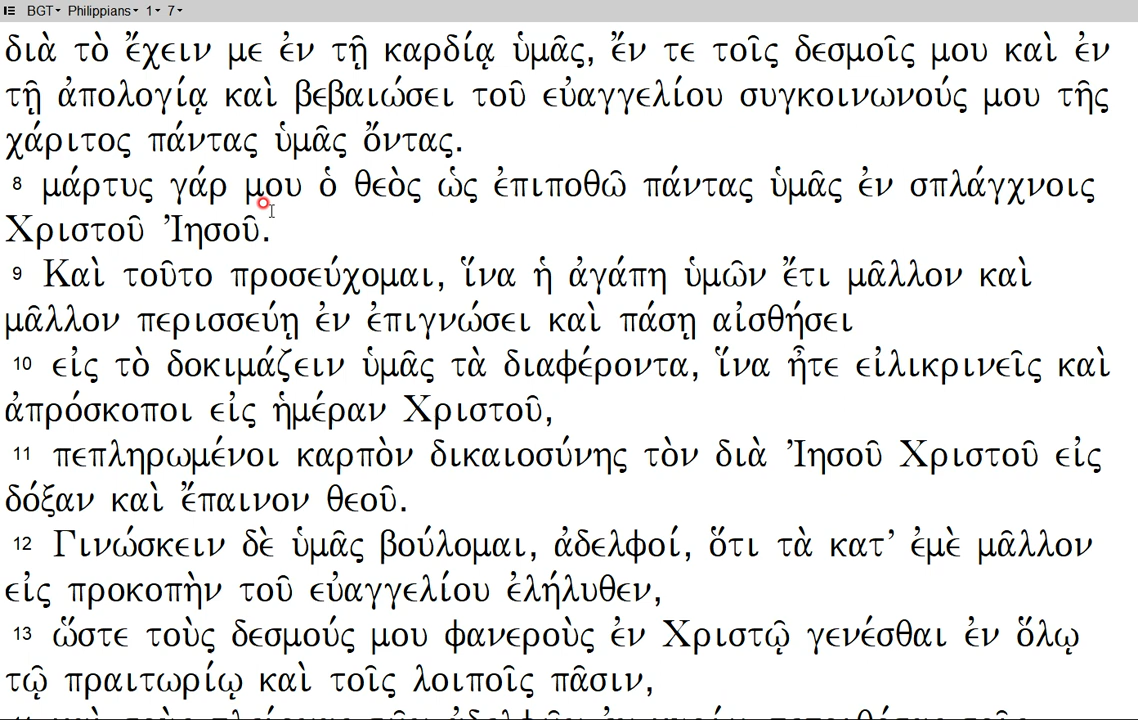 BGT Philippians 1 7
διὰ τὸ ἔχειν με ἐν τῇ καρδίᾳ ὑμᾶς, ἔν τε τοῖς δεσμοῖς μου καὶ ἐν
τῇ ἀπολογίᾳ καὶ βεβαιώσει τοῦ εὐαγγελίου συγκοινωνούς μου τῆς
χάριτος πάντας ὑμᾶς ὄντας.
8 μάρτυς γάρ μου ὁ θεὸς ὡς ἐπιποθῶ πάντας ὑμᾶς ἐν σπλάγχνοις
Χριστοῦ Ἰησοῦ.
9 Καὶ τοῦτο προσεύχομαι, ἵνα ἡ ἀγάπη ὑμῶν ἔτι μᾶλλον καὶ
μᾶλλον περισσεύῃ ἐν ἐπιγνώσει καὶ πάσῃ αἰσθήσει
10 εἰς τὸ δοκιμάζειν ὑμᾶς τὰ διαφέροντα, ἵνα ἦτε εἰλικρινεῖς καὶ
ἀπρόσκοποι εἰς ἡμέραν Χριστοῦ,
11 πεπληρωμένοι καρπὸν δικαιοσύνης τὸν διὰ Ἰησοῦ Χριστοῦ εἰς
δόξαν καὶ ἔπαινον θεοῦ.
12 Γινώσκειν δὲ ὑμᾶς βούλομαι, ἀδελφοί, ὅτι τὰ κατ’ ἐμὲ μᾶλλον
εἰς προκοπὴν τοῦ εὐαγγελίου ἐλήλυθεν,
13 ὥστε τοὺς δεσμούς μου φανεροὺς ἐν Χριστῷ γενέσθαι ἐν ὅλῳ
τῷ πραιτωρίῳ καὶ τοῖς λοιποῖς πᾶσιν,